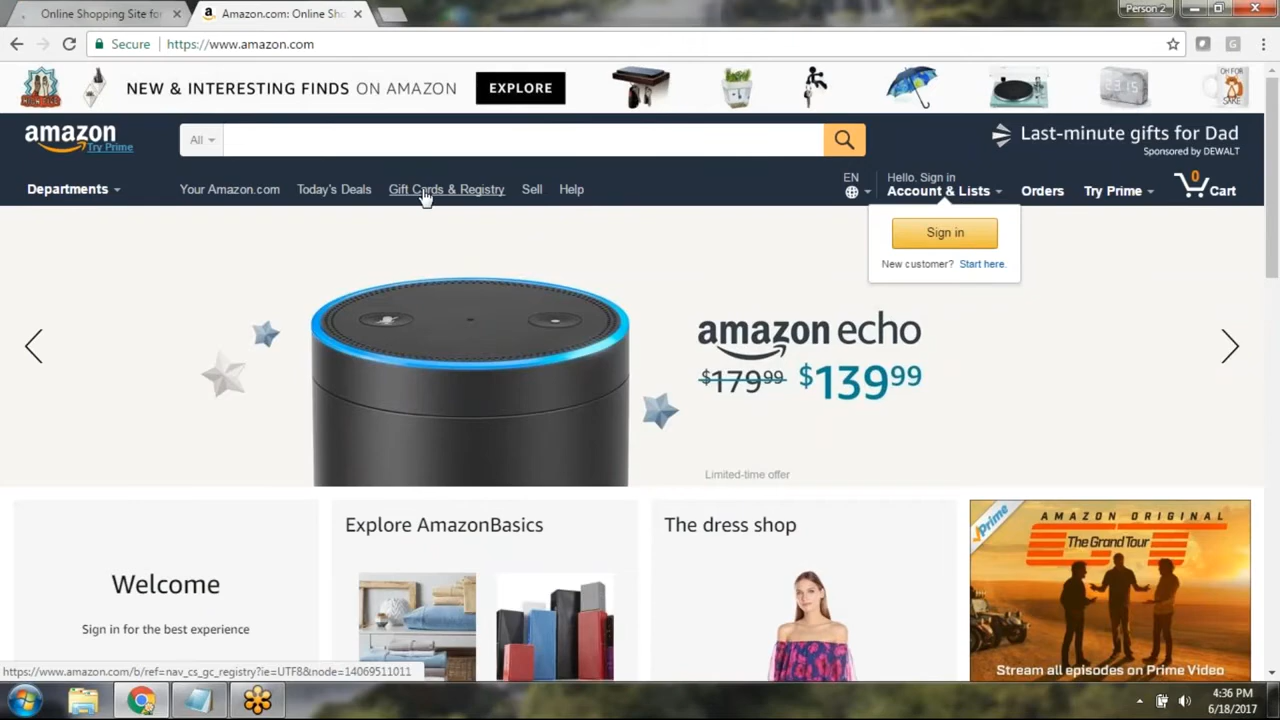 Online Shopping Site for
Amazon.com: Online Sho
Person 2
Secure
https://www.amazon.com
NEW & INTERESTING FINDS ON AMAZON
EXPLORE
amazon
Try Prime
All
Last-minute gifts for Dad
Sponsored by DEWALT
Departments
Your Amazon.com
Today's Deals
Gift Cards & Registry
Sell
Help
EN
Hello. Sign in
Account & Lists
Orders
Try Prime
0
Cart
Sign in
New customer? Start here.
amazon echo
$179.99 $139.99
Limited-time offer
Welcome
Sign in for the best experience
Explore AmazonBasics
The dress shop
Prime
AMAZON ORIGINAL
The Grand Tour
Stream all episodes on Prime Video
https://www.amazon.com/b/ref=nav_cs_gc_registry?ie=UTF8&node=14069511011
4:36 PM
6/18/2017